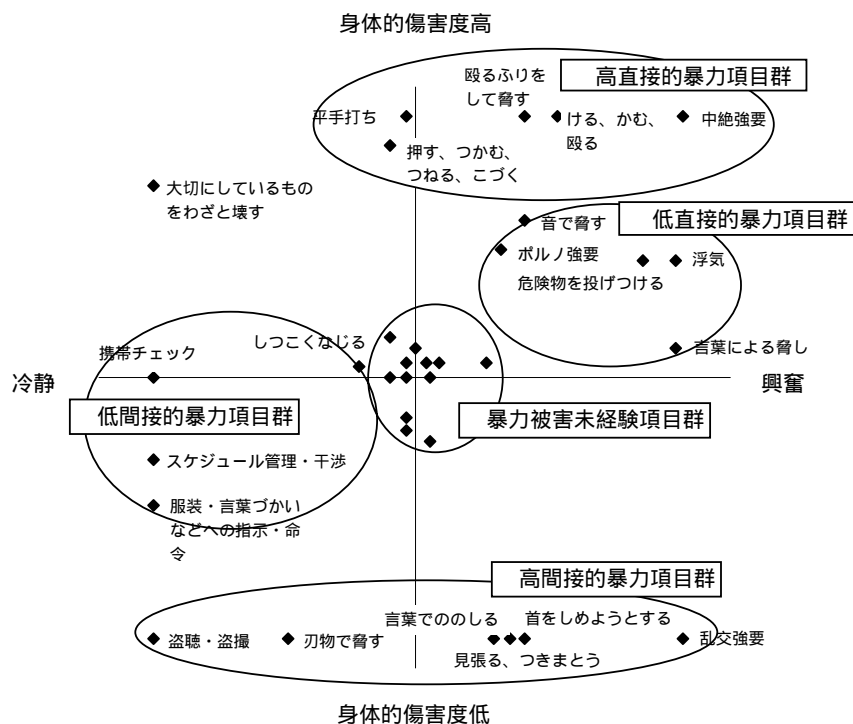 身体的傷害度高
殴るふりを
して脅す
高直接的暴力項目群
平手打ち
ける、かむ、
殴る
中絶強要
押す、つかむ、
つねる、こづく
大切にしているもの
をわざと壊す
低直接的暴力項目群
音で脅す
ポルノ強要
浮気
危険物を投げつける
しつこくなじる
言葉による脅し
携帯チェック
冷静
興奮
低間接的暴力項目群
暴力被害未経験項目群
スケジュール管理・干渉
服装・言葉づかい
などへの指示・命
令
高間接的暴力項目群
言葉でののしる
首をしめようとする
盗聴・盗撮
刃物で脅す
乱交強要
見張る、つきまとう
身体的傷害度低